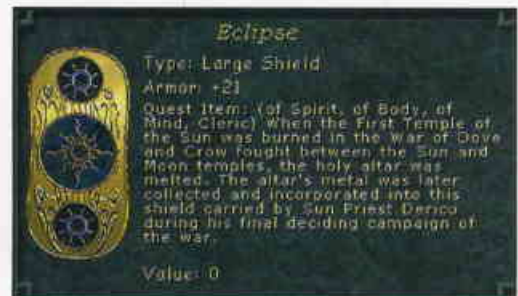 Eclipse
Type: Large Shield
Armor: +21
Quest Item: (of Spirit, of Body, of
Mind, Cleric) When the First Temple of
the Sun was burned in the War of Dove
and Crow fought between the Sun and
Moon temples, the holy altar was
melted. The altar's metal was later
collected and incorporated into this
shield carried by Sun Priest Derico
during his final deciding campaign of
the war.
Value: 0